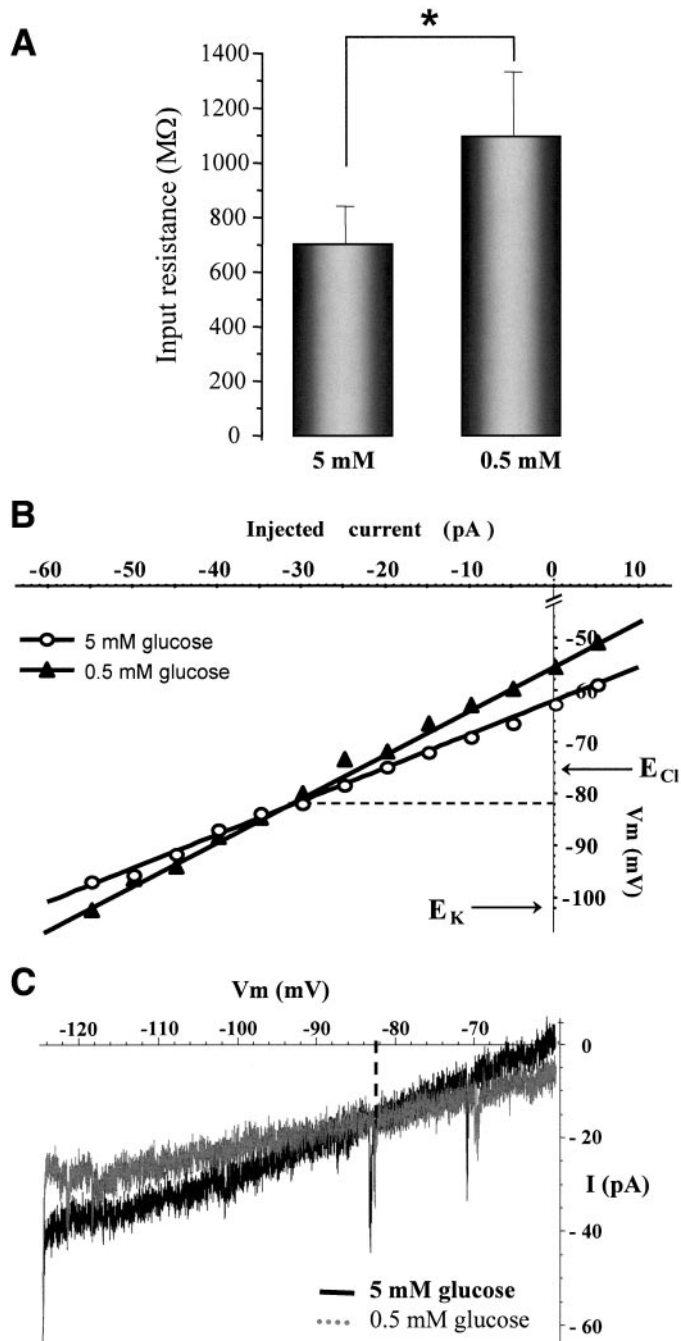 A
*
Input resistance (MΩ)
1400
1200
1000
800
600
400
200
0
5 mM
0.5 mM
B
Injected current (pA)
-60 -50 -40 -30 -20 -10 0 10
5 mM glucose
0.5 mM glucose
-50
-60
-70
ECl
-80
-90
-100
Vm (mV)
EK
C
Vm (mV)
-120 -110 -100 -90 -80 -70
0
-20
I (pA)
-40
-60
5 mM glucose
0.5 mM glucose